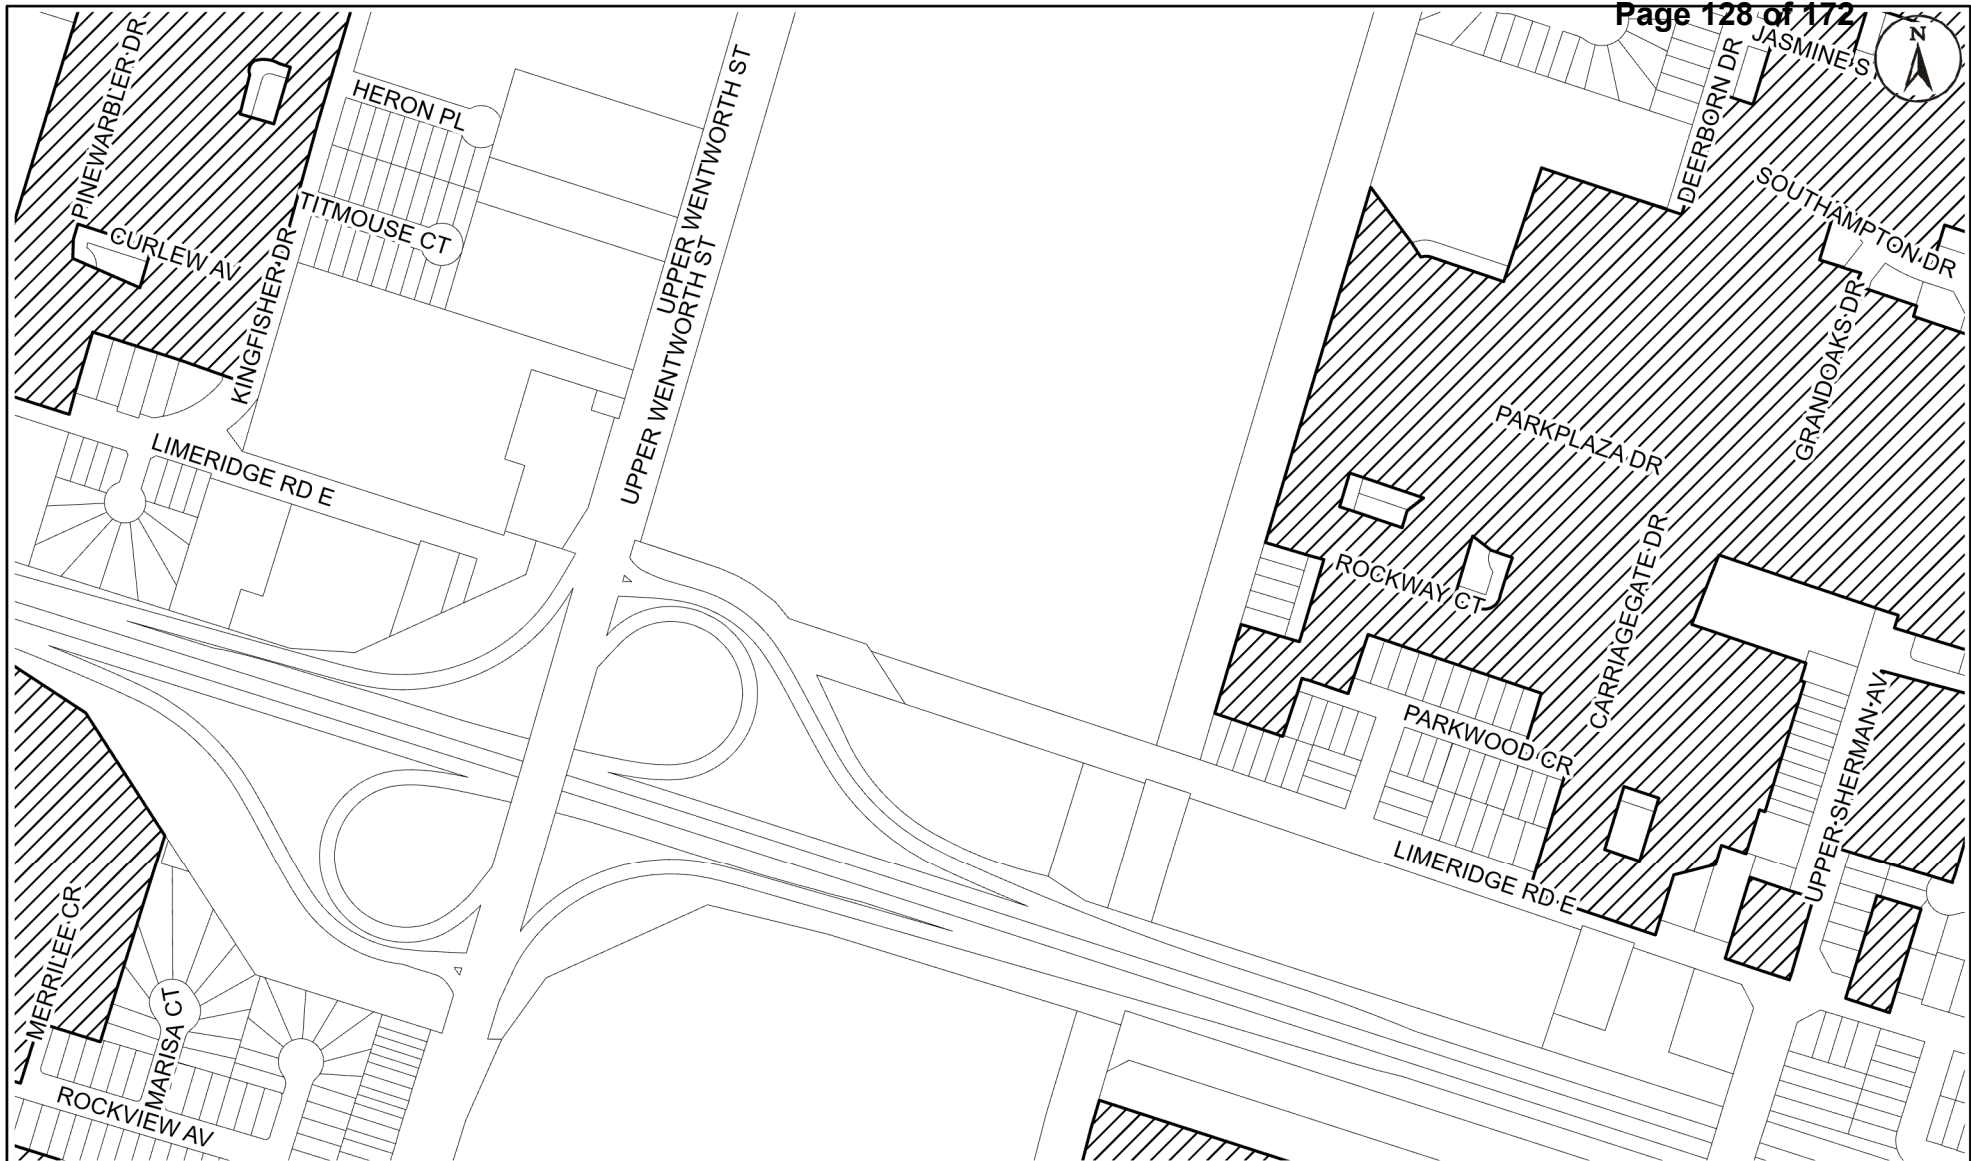 Page 128 of 172
N
JASMINE S
PINEWARBLER DR
HERON PL
UPPER WENTWORTH ST
DEERBORN DR
TITMOUSE CT
SOUTHAMPTON DR
CURLEW AV
KINGFISHER DR
UPPER WENTWORTH ST
GRANDOAKS DR
PARKPLAZA DR
LIMERIDGE RD E
ROCKWAY CT
CARRIAGEGATE DR
PARKWOOD CR
UPPER SHERMAN AV
LIMERIDGE RD E
MERRILEE CR
MARISA CT
ROCKVIEW AV